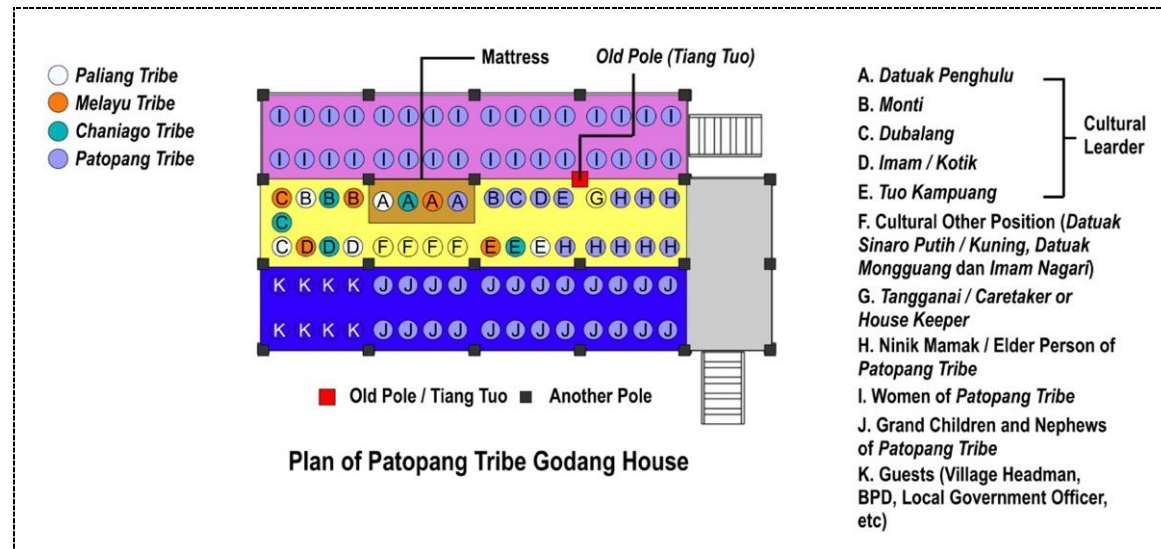 Mattress
Old Pole (Tiang Tuo)
Paliang Tribe
Melayu Tribe
Chaniago Tribe
Patopang Tribe
I I I I I I I I I I I I I I I I
I I I I I I I I I I I I I I I I
C B B B A A A A B C D E G H H H
C
C D D D F F F F E E E H H H H H
K K K K J J J J J J J J J J J J
K K K K J J J J J J J J J J J J
Old Pole / Tiang Tuo
Another Pole
Plan of Patopang Tribe Godang House
A. Datuak Penghulu
B. Monti
C. Dubalang
D. Imam / Kotik
E. Tuo Kampuang
Cultural
Learder
F. Cultural Other Position (Datuak
Sinaro Putih / Kuning, Datuak
Mongguang dan Imam Nagari)
G. Tangganai / Caretaker or
House Keeper
H. Ninik Mamak / Elder Person of
Patopang Tribe
I. Women of Patopang Tribe
J. Grand Children and Nephews
of Patopang Tribe
K. Guests (Village Headman,
BPD, Local Government Officer,
etc)